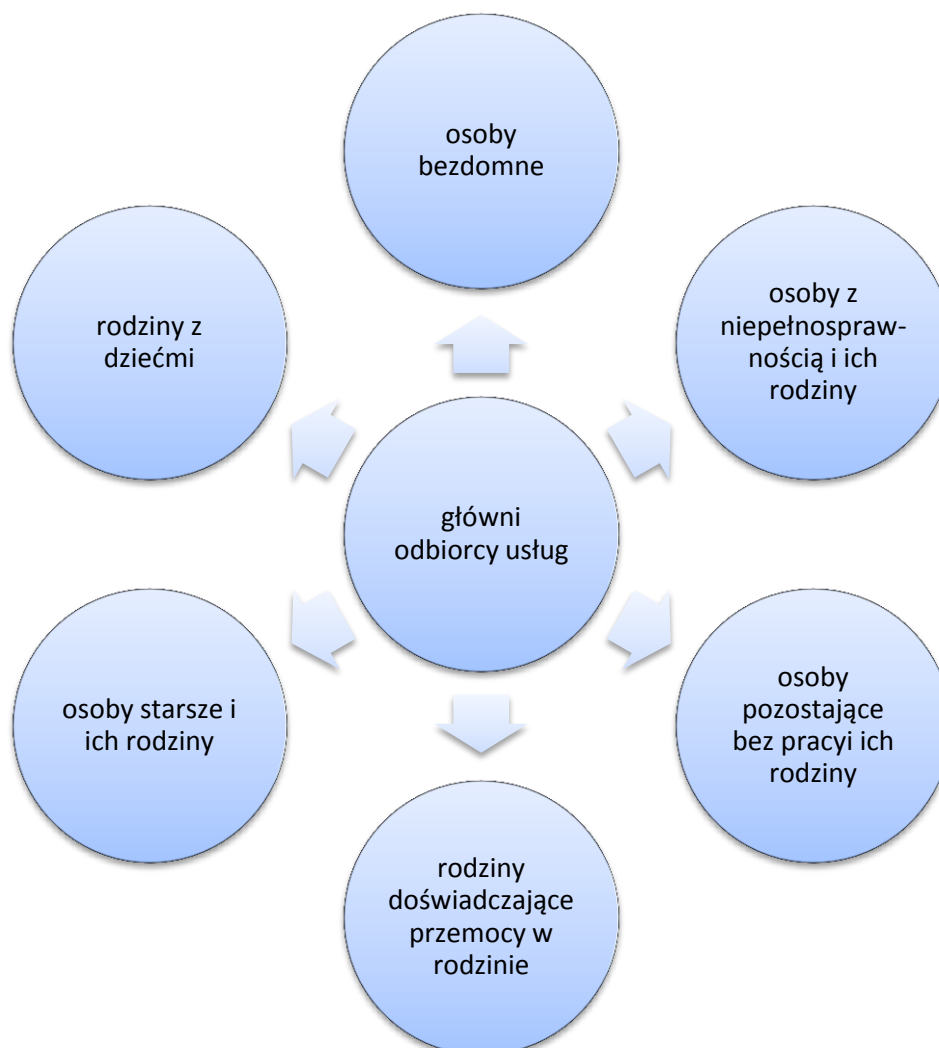 osoby
bezdomne
rodziny z
dziećmi
osoby z
niepełnospraw-
nością i ich
rodziny
główni
odbiorcy usług
osoby starsze i
ich rodziny
osoby
pozostające
bez pracyi ich
rodziny
rodziny
doświadczające
przemocy w
rodzinie